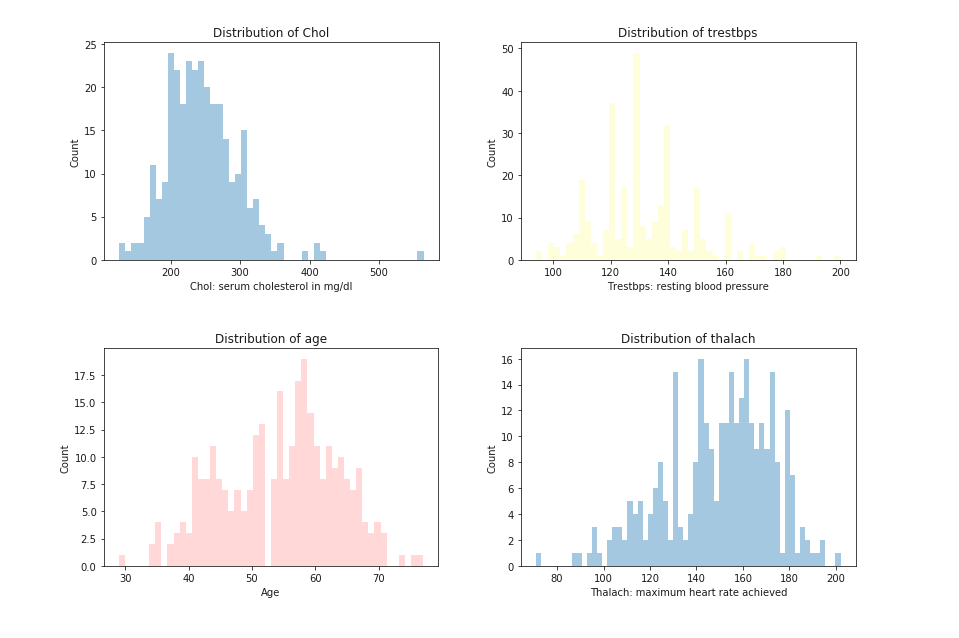 Distribution of Chol
25
20
15
10
5
0
Count
200 300 400 500
Chol: serum cholesterol in mg/dl
Distribution of trestbps
50
40
30
20
10
0
Count
100 120 140 160 180 200
Trestbps: resting blood pressure
Distribution of age
17.5
15.0
12.5
10.0
7.5
5.0
2.5
0.0
Count
30 40 50 60 70
Age
Distribution of thalach
16
14
12
10
8
6
4
2
0
Count
80 100 120 140 160 180 200
Thalach: maximum heart rate achieved